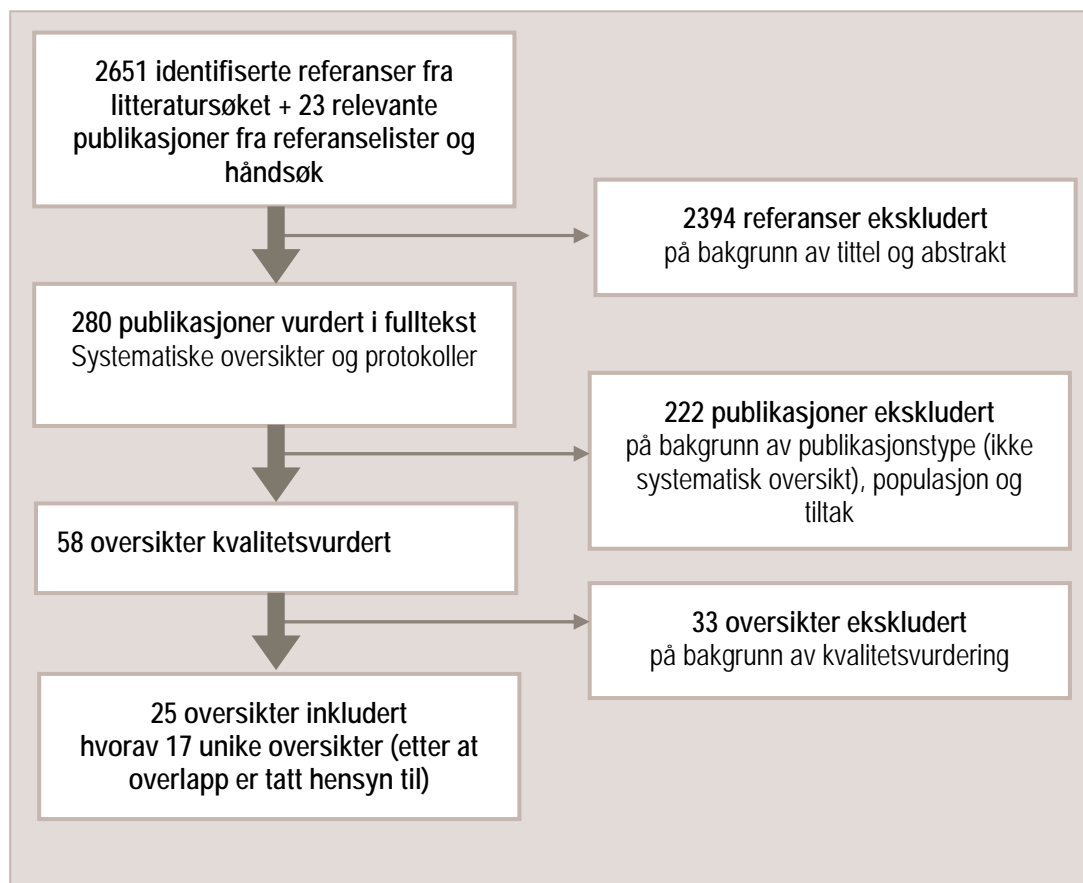 2651 identifiserte referanser fra
litteratursøket + 23 relevante
publikasjoner fra referanselister og
håndsøk
2394 referanser ekskludert
på bakgrunn av tittel og abstrakt
280 publikasjoner vurdert i fulltekst
Systematiske oversikter og protokoller
222 publikasjoner ekskludert
på bakgrunn av publikasjonstype (ikke
systematisk oversikt), populasjon og
tiltak
58 oversikter kvalitetsvurdert
33 oversikter ekskludert
på bakgrunn av kvalitetsvurdering
25 oversikter inkludert
hvorav 17 unike oversikter (etter at
overlapp er tatt hensyn til)